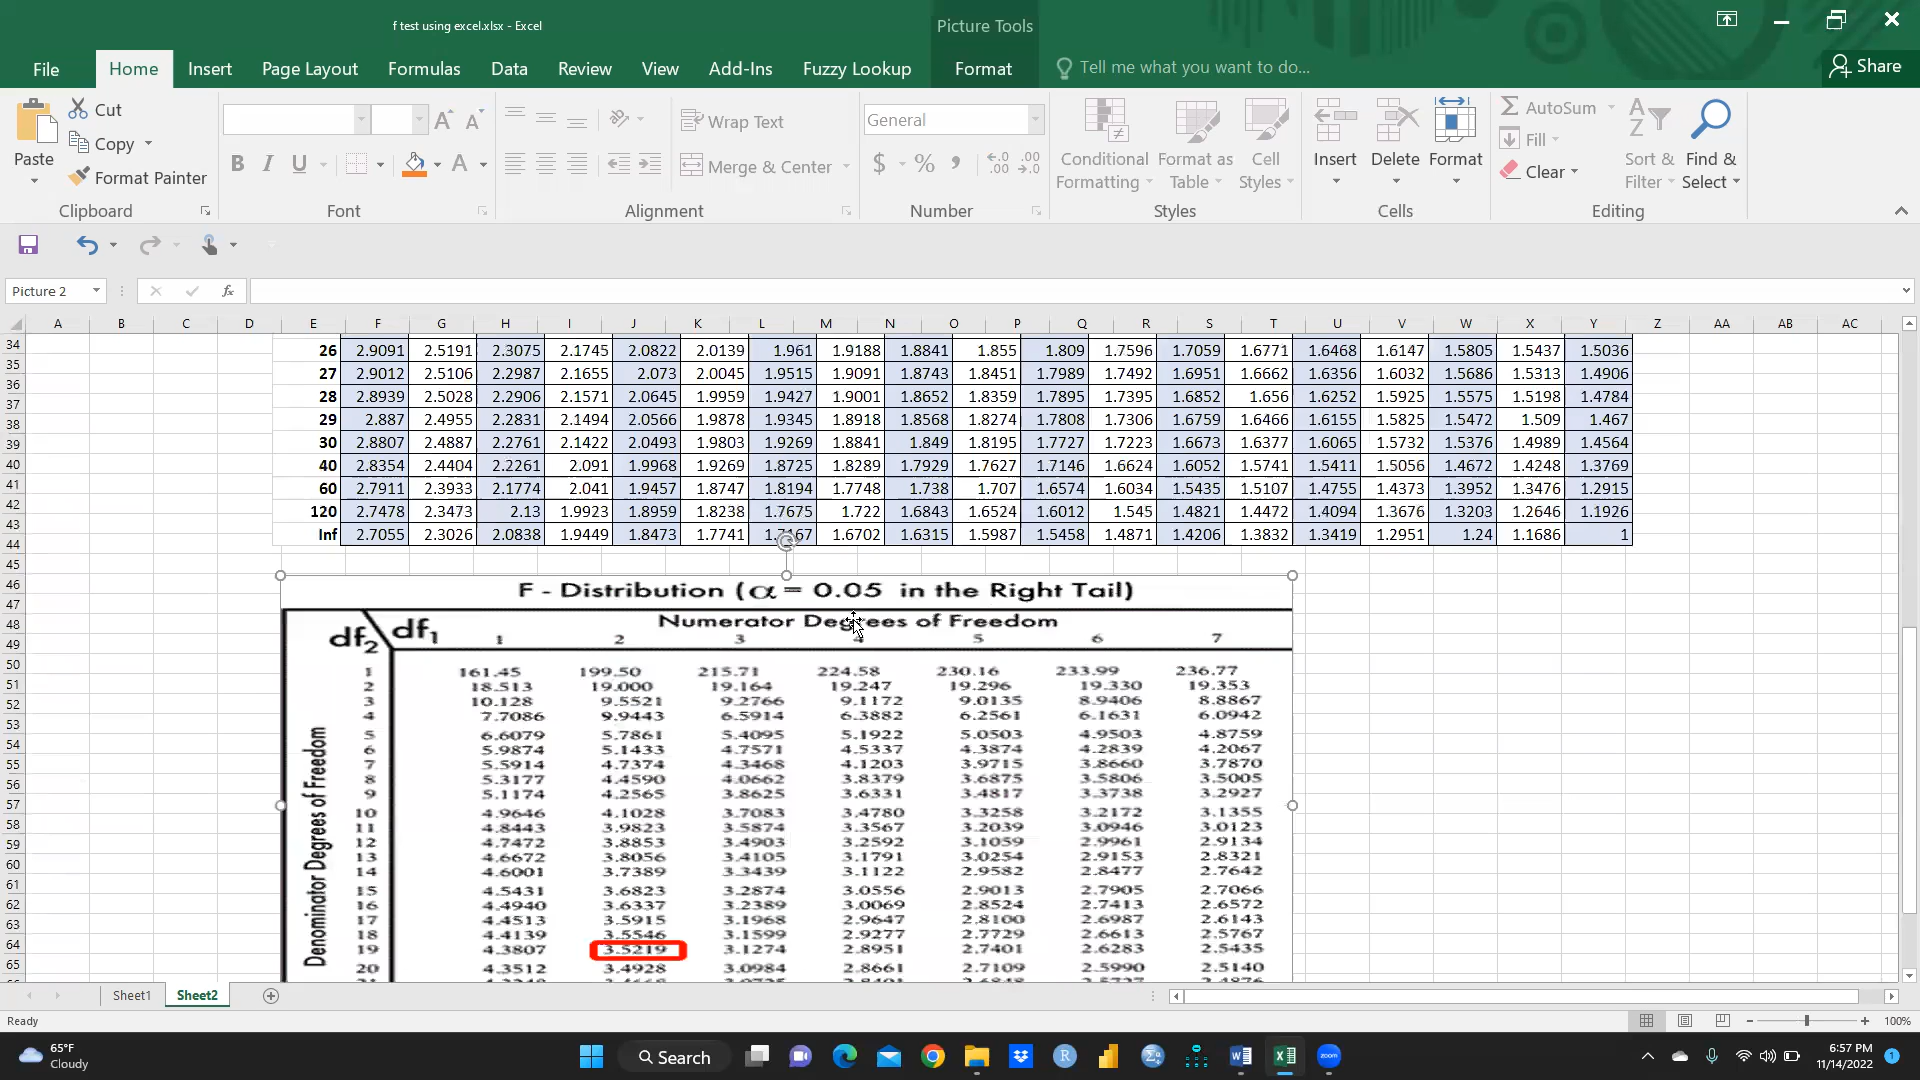 f test using excel.xlsx - Excel
Picture Tools
File Home Insert Page Layout Formulas Data Review View Add-Ins Fuzzy Lookup Format Tell me what you want to do... Share
Paste
Cut
Copy
Format Painter
Clipboard
Font
Wrap Text
Merge & Center
Alignment
General
Number
Conditional Formatting
Format as Table
Cell Styles
Styles
Insert
Delete
Format
Cells
AutoSum
Fill
Clear
Sort & Filter
Find & Select
Editing
Picture 2
A B C D E F G H I J K L M N O P Q R S T U V W X Y Z AA AB AC
34 26 2.9091 2.5191 2.3075 2.1745 2.0822 2.0139 1.961 1.9188 1.8841 1.855 1.809 1.7596 1.7059 1.6771 1.6468 1.6147 1.5805 1.5437 1.5036
35 27 2.9012 2.5106 2.2987 2.1655 2.073 2.0045 1.9515 1.9091 1.8743 1.8451 1.7989 1.7492 1.6951 1.6662 1.6356 1.6032 1.5686 1.5313 1.4906
36 28 2.8939 2.5028 2.2906 2.1571 2.0645 1.9959 1.9427 1.9001 1.8652 1.8359 1.7895 1.7395 1.6852 1.656 1.6252 1.5925 1.5575 1.5198 1.4784
37
38 29 2.887 2.4955 2.2831 2.1494 2.0566 1.9878 1.9345 1.8918 1.8568 1.8274 1.7808 1.7306 1.6759 1.6466 1.6155 1.5825 1.5472 1.509 1.467
39 30 2.8807 2.4887 2.2761 2.1422 2.0493 1.9803 1.9269 1.8841 1.849 1.8195 1.7727 1.7223 1.6673 1.6377 1.6065 1.5732 1.5376 1.4989 1.4564
40 40 2.8354 2.4404 2.2261 2.091 1.9968 1.9269 1.8725 1.8289 1.7929 1.7627 1.7146 1.6624 1.6052 1.5741 1.5411 1.5056 1.4672 1.4248 1.3769
41 60 2.7911 2.3933 2.1774 2.041 1.9457 1.8747 1.8194 1.7748 1.738 1.707 1.6574 1.6034 1.5435 1.5107 1.4755 1.4373 1.3952 1.3476 1.2915
42 120 2.7478 2.3473 2.13 1.9923 1.8959 1.8238 1.7675 1.722 1.6843 1.6524 1.6012 1.545 1.4821 1.4472 1.4094 1.3676 1.3203 1.2646 1.1926
43 Inf 2.7055 2.3026 2.0838 1.9449 1.8473 1.7741 1.6702 1.6315 1.5987 1.5458 1.4871 1.4206 1.3832 1.3419 1.2951 1.24 1.1686 1
44
45
46 F - Distribution (α = 0.05 in the Right Tail)
47
48 df2 df1 Numerator Degrees of Freedom
49 1 2 3 4 5 6 7
50 1 161.45 199.50 215.71 224.58 230.16 233.99 236.77
51 2 18.513 19.000 19.164 19.247 19.296 19.330 19.353
52 3 10.128 9.5521 9.2766 9.1172 9.0135 8.9406 8.8867
53 4 7.7086 9.9443 6.5914 6.3882 6.2561 6.1631 6.0942
54 5 6.6079 5.7861 5.4095 5.1922 5.0503 4.9503 4.8759
6 5.9874 5.1433 4.7571 4.5337 4.3874 4.2839 4.2067
55 7 5.5914 4.7374 4.3468 4.1203 3.9715 3.8660 3.7870
56 8 5.3177 4.4590 4.0662 3.8379 3.6875 3.5806 3.5005
57 9 5.1174 4.2565 3.8625 3.6331 3.4817 3.3738 3.2927
Denominator Degrees of Freedom
58 10 4.9646 4.1028 3.7083 3.4780 3.3258 3.2172 3.1355
11 4.8443 3.9823 3.5874 3.3567 3.2039 3.0946 3.0123
59 12 4.7472 3.8853 3.4903 3.2592 3.1059 2.9961 2.9134
60 13 4.6672 3.8056 3.4105 3.1791 3.0254 2.9153 2.8321
61 14 4.6001 3.7389 3.3439 3.1122 2.9582 2.8477 2.7642
62 15 4.5431 3.6823 3.2874 3.0556 2.9013 2.7905 2.7066
16 4.4940 3.6337 3.2389 3.0069 2.8524 2.7413 2.6572
63 17 4.4513 3.5915 3.1968 2.9647 2.8100 2.6987 2.6143
64 18 4.4139 3.5546 3.1599 2.9277 2.7729 2.6613 2.5767
19 4.3807 3.5219 3.1274 2.8951 2.7401 2.6283 2.5435
65 20 4.3512 3.4928 3.0984 2.8661 2.7109 2.5990 2.5140
Sheet1 Sheet2
Ready
100%
65°F
Cloudy
Search
6:57 PM
11/14/2022